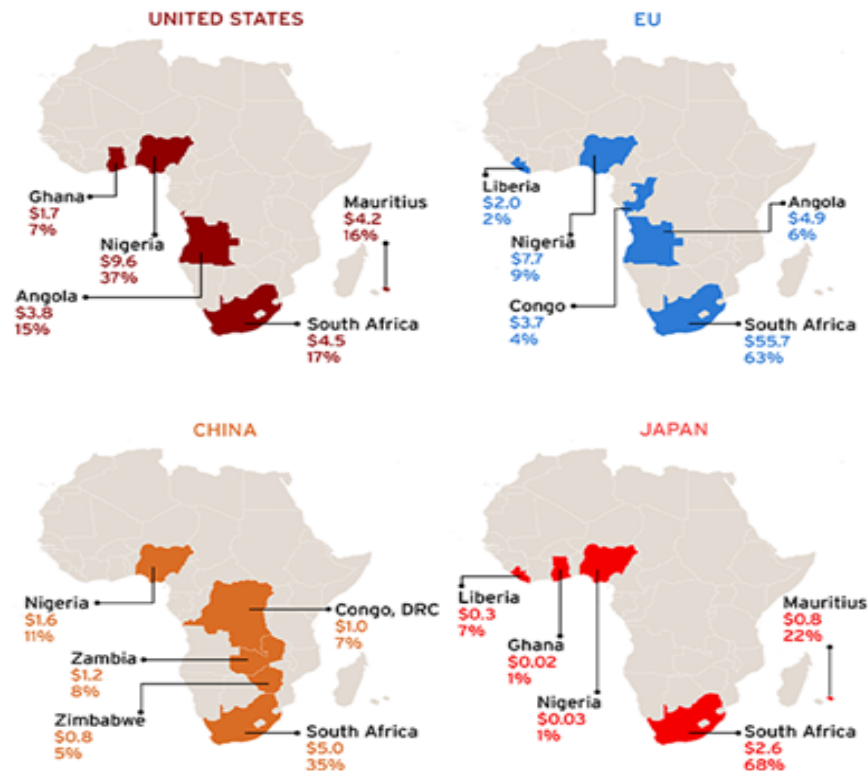 UNITED STATES
Ghana
$1.7
7%
Nigeria
$9.6
37%
Angola
$3.8
15%
Mauritius
$4.2
16%
South Africa
$4.5
17%
EU
Liberia
$2.0
2%
Nigeria
$7.7
9%
Congo
$3.7
4%
Angola
$4.9
6%
South Africa
$55.7
63%
CHINA
Nigeria
$1.6
11%
Zambia
$1.2
8%
Zimbabwe
$0.8
5%
Congo, DRC
$1.0
7%
South Africa
$5.0
35%
JAPAN
Liberia
$0.3
7%
Ghana
$0.02
1%
Nigeria
$0.03
1%
Mauritius
$0.8
22%
South Africa
$2.6
68%